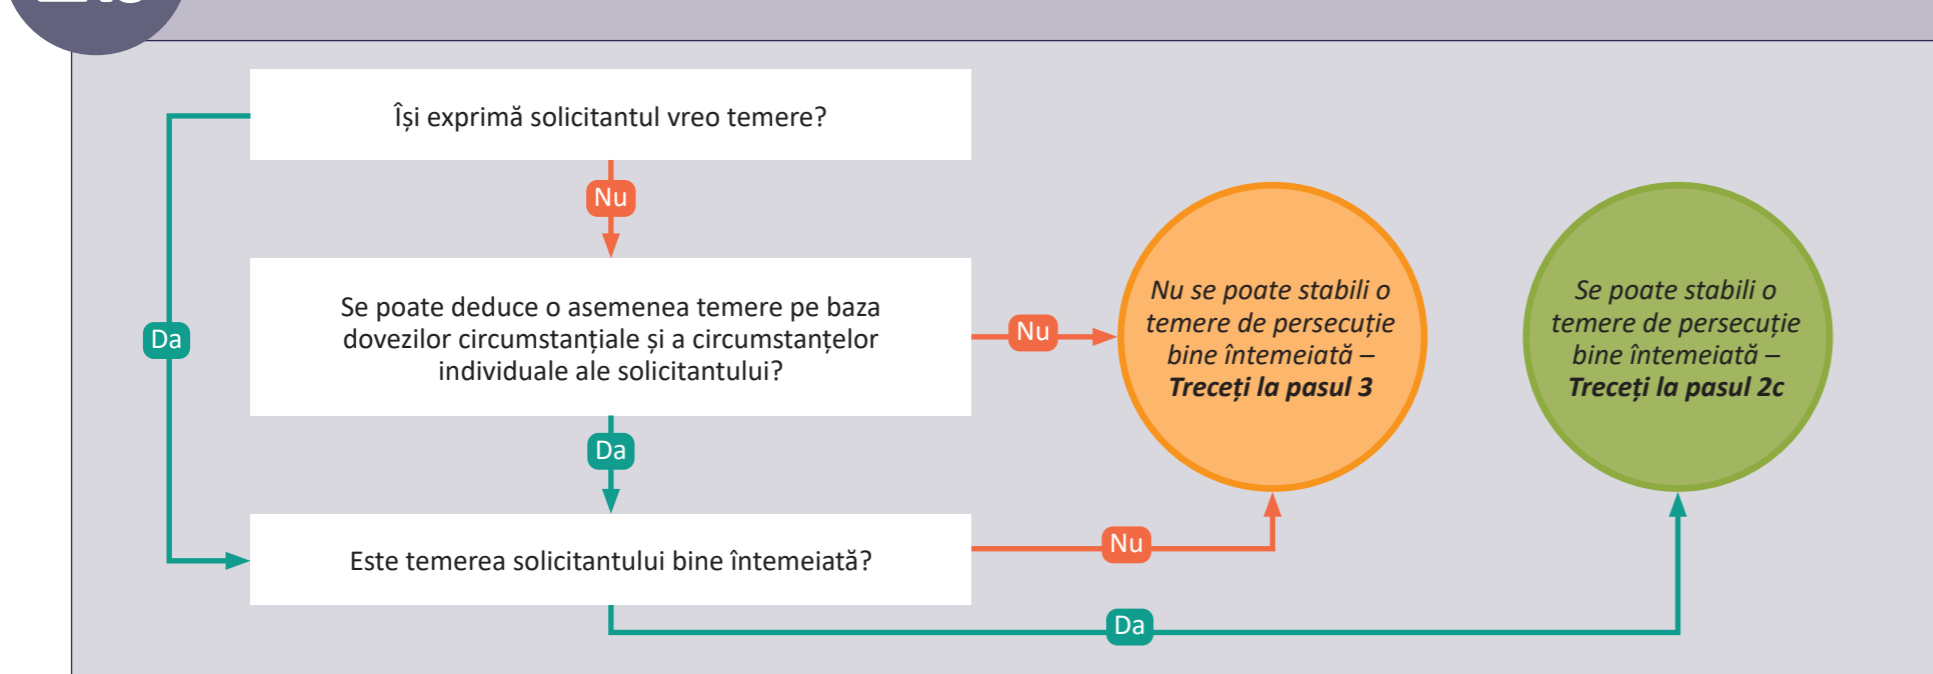 Își exprimă solicitantul vreo temere?
Nu
Se poate deduce o asemenea temere pe baza
dovezilor circumstanțiale și a circumstanțelor
individuale ale solicitantului?
Nu
Nu se poate stabili o
temere de persecuție
bine întemeiată –
Treceți la pasul 3
Se poate stabili o
temere de persecuție
bine întemeiată –
Treceți la pasul 2c
Da
Da
Este temerea solicitantului bine întemeiată?
Nu
Da